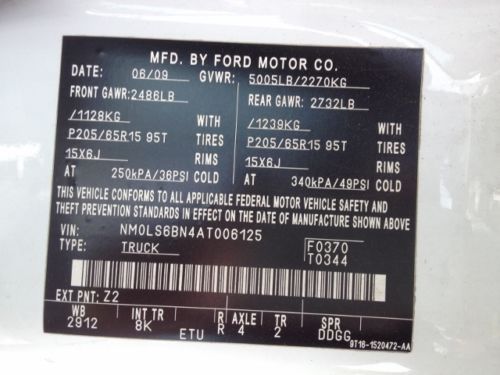 MFD. BY FORD MOTOR CO.
DATE: 06/09 GVWR: 5005LB/2270KG
FRONT GAWR: 2486LB REAR GAWR: 2732LB
/1128KG WITH /1239KG WITH
P205/65R15 95T TIRES P205/65R15 95T TIRES
15X6J RIMS 15X6J RIMS
AT 250kPA/36PSI COLD AT 340kPA/49PSI COLD
THIS VEHICLE CONFORMS TO ALL APPLICABLE FEDERAL MOTOR VEHICLE SAFETY AND
THEFT PREVENTION STANDARDS IN EFFECT ON THE DATE OF MANUFACTURE SHOWN ABOVE.
VIN: NM0LS6BN4AT006125 F0370
TYPE: TRUCK T0344
EXT PNT: Z2
WB INT TR R AXLE TR SPR
2912 8K R 4 2 DDGG
ETU
9T16-1520472-AA